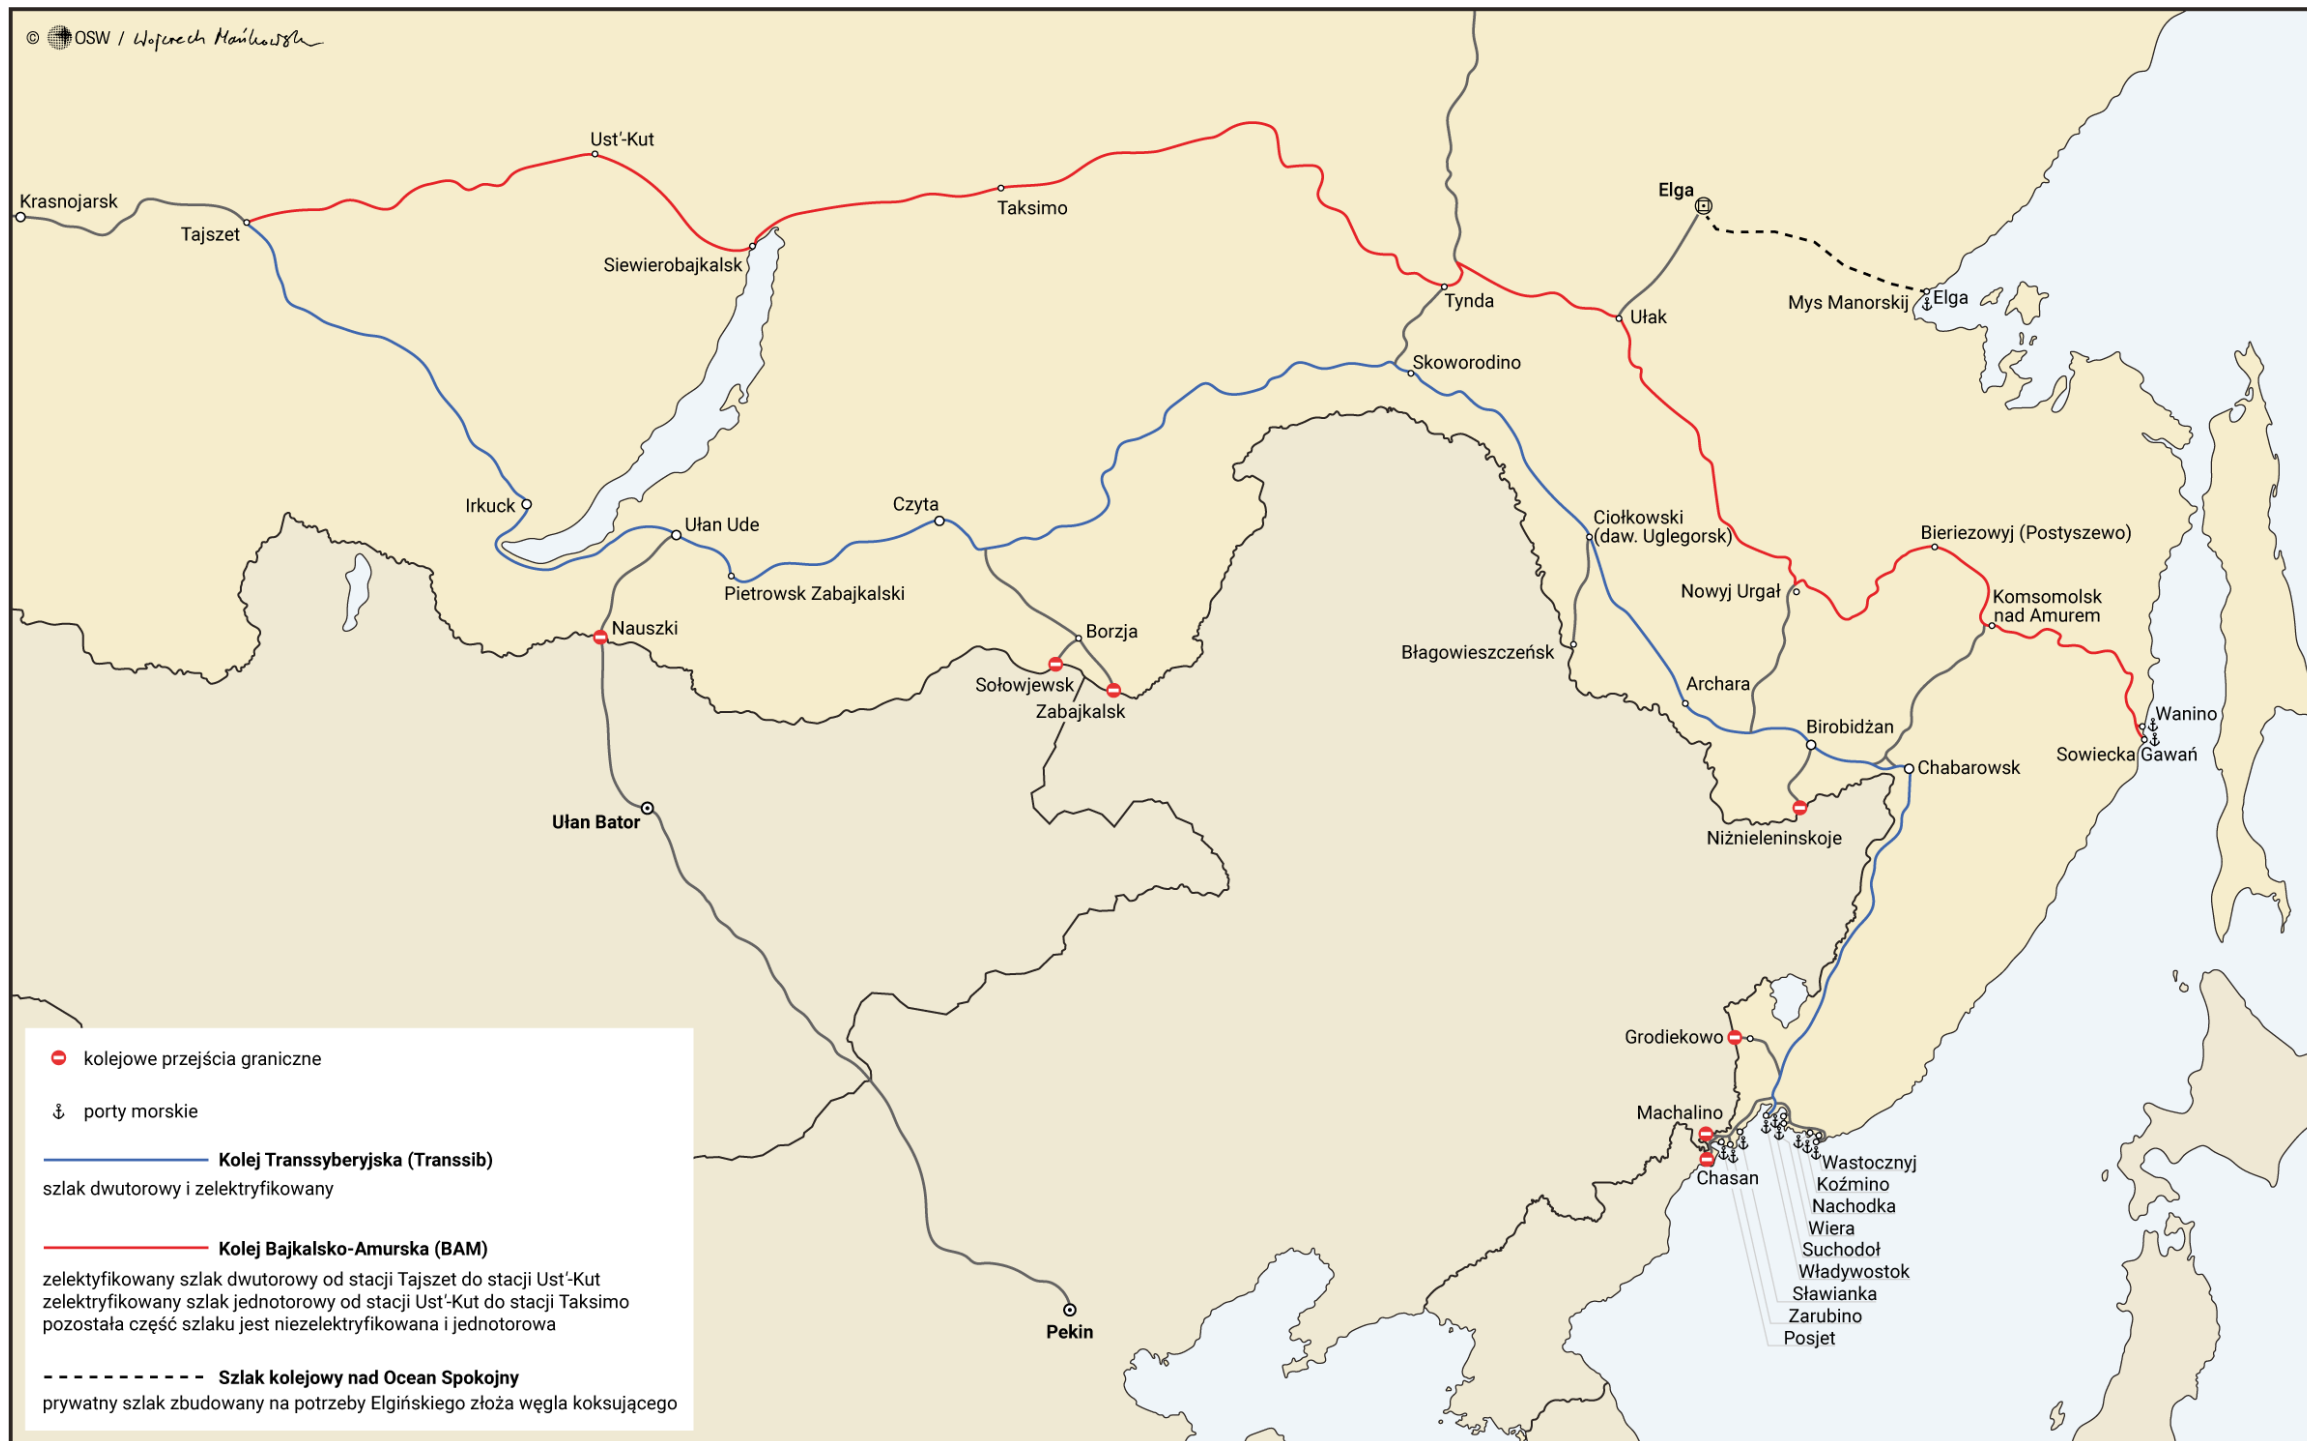 © OSW / Wojciech Mańkowski
Ust'-Kut
Krasnojarsk
Tajszet
Siewierobajkalsk
Taksimo
Elga
Tynda
Ułak
Mys Manorskij
Elga
Skoworodino
Irkuck
Ułan Ude
Czyta
Pietrowsk Zabajkalski
Ciołkowski
(daw. Uglegorsk)
Bieriezowyj (Postyszewo)
Nowyj Urgał
Komsomolsk
nad Amurem
Nauszki
Borzja
Błagowieszczeńsk
Sołowjewsk
Zabajkalsk
Archara
Birobidżan
Wanino
Sowiecka Gawań
Chabarowsk
Ułan Bator
Niżnieleninskoje
Grodiekowo
Machalino
Chasan
Wastocznyj
Koźmino
Nachodka
Wiera
Suchodoł
Władywostok
Sławianka
Zarubino
Posjet
Pekin
kolejowe przejścia graniczne
porty morskie
Kolej Transsyberyjska (Transsib)
szlak dwutorowy i zelektryfikowany
Kolej Bajkalsko-Amurska (BAM)
zelektyfikowany szlak dwutorowy od stacji Tajszet do stacji Ust'-Kut
zelektryfikowany szlak jednotorowy od stacji Ust'-Kut do stacji Taksimo
pozostała część szlaku jest niezelektryfikowana i jednotorowa
Szlak kolejowy nad Ocean Spokojny
prywatny szlak zbudowany na potrzeby Elgińskiego złoża węgla koksującego